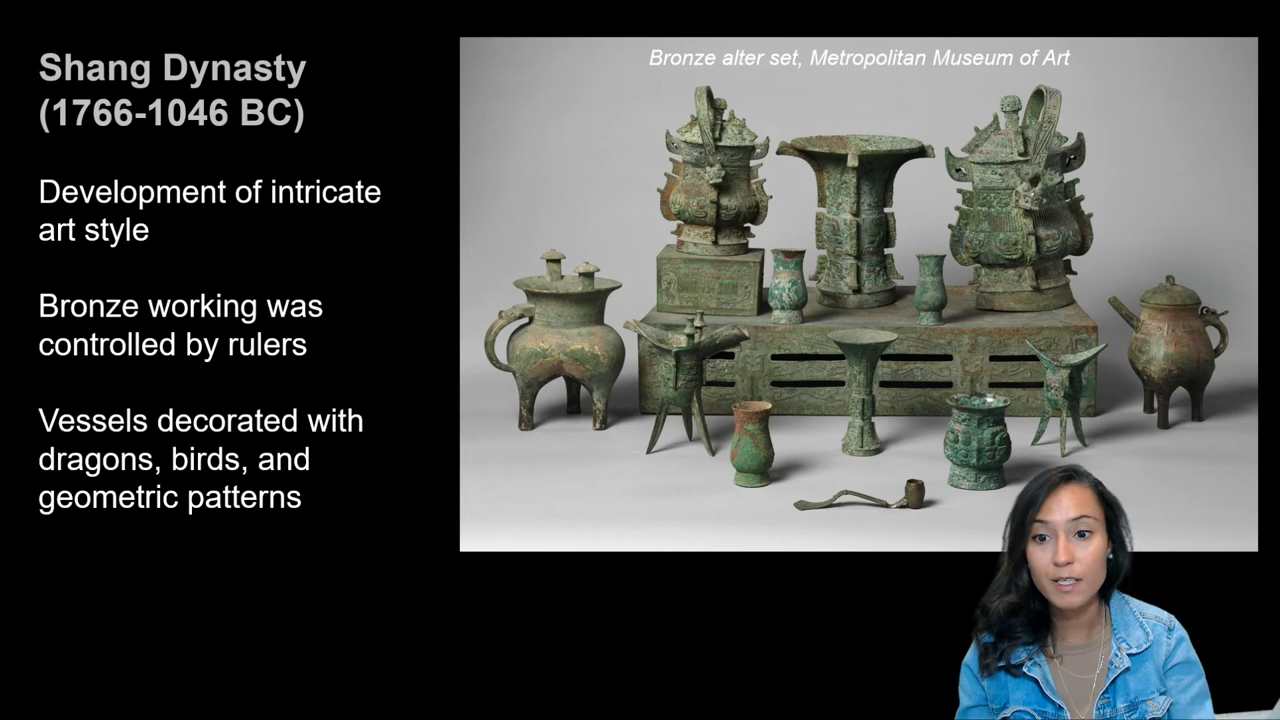 Shang Dynasty
(1766-1046 BC)
Development of intricate
art style
Bronze working was
controlled by rulers
Vessels decorated with
dragons, birds, and
geometric patterns
Bronze alter set, Metropolitan Museum of Art